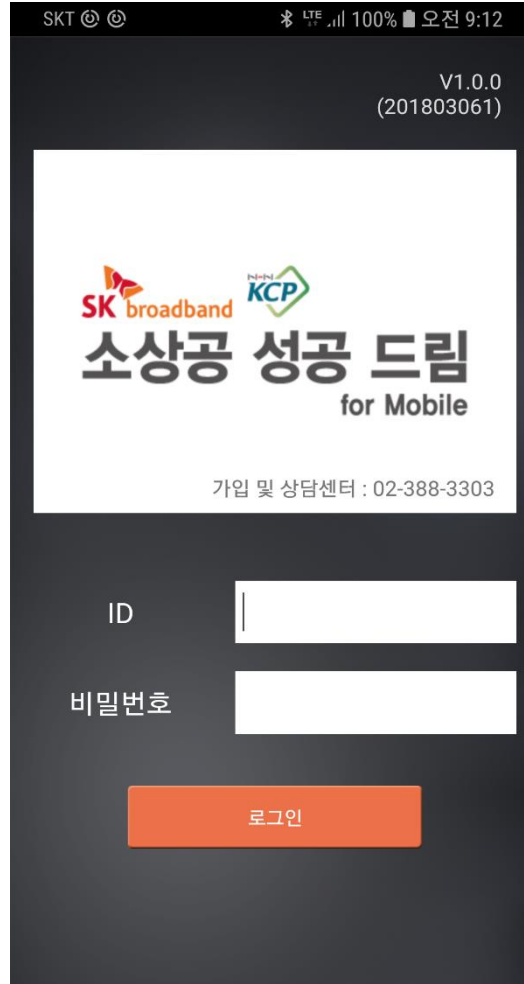 SKT LTE 100% 오전 9:12
V1.0.0
(201803061)
SK broadband
NHN KCP
소상공 성공 드림
for Mobile
가입 및 상담센터 : 02-388-3303
ID
비밀번호
로그인